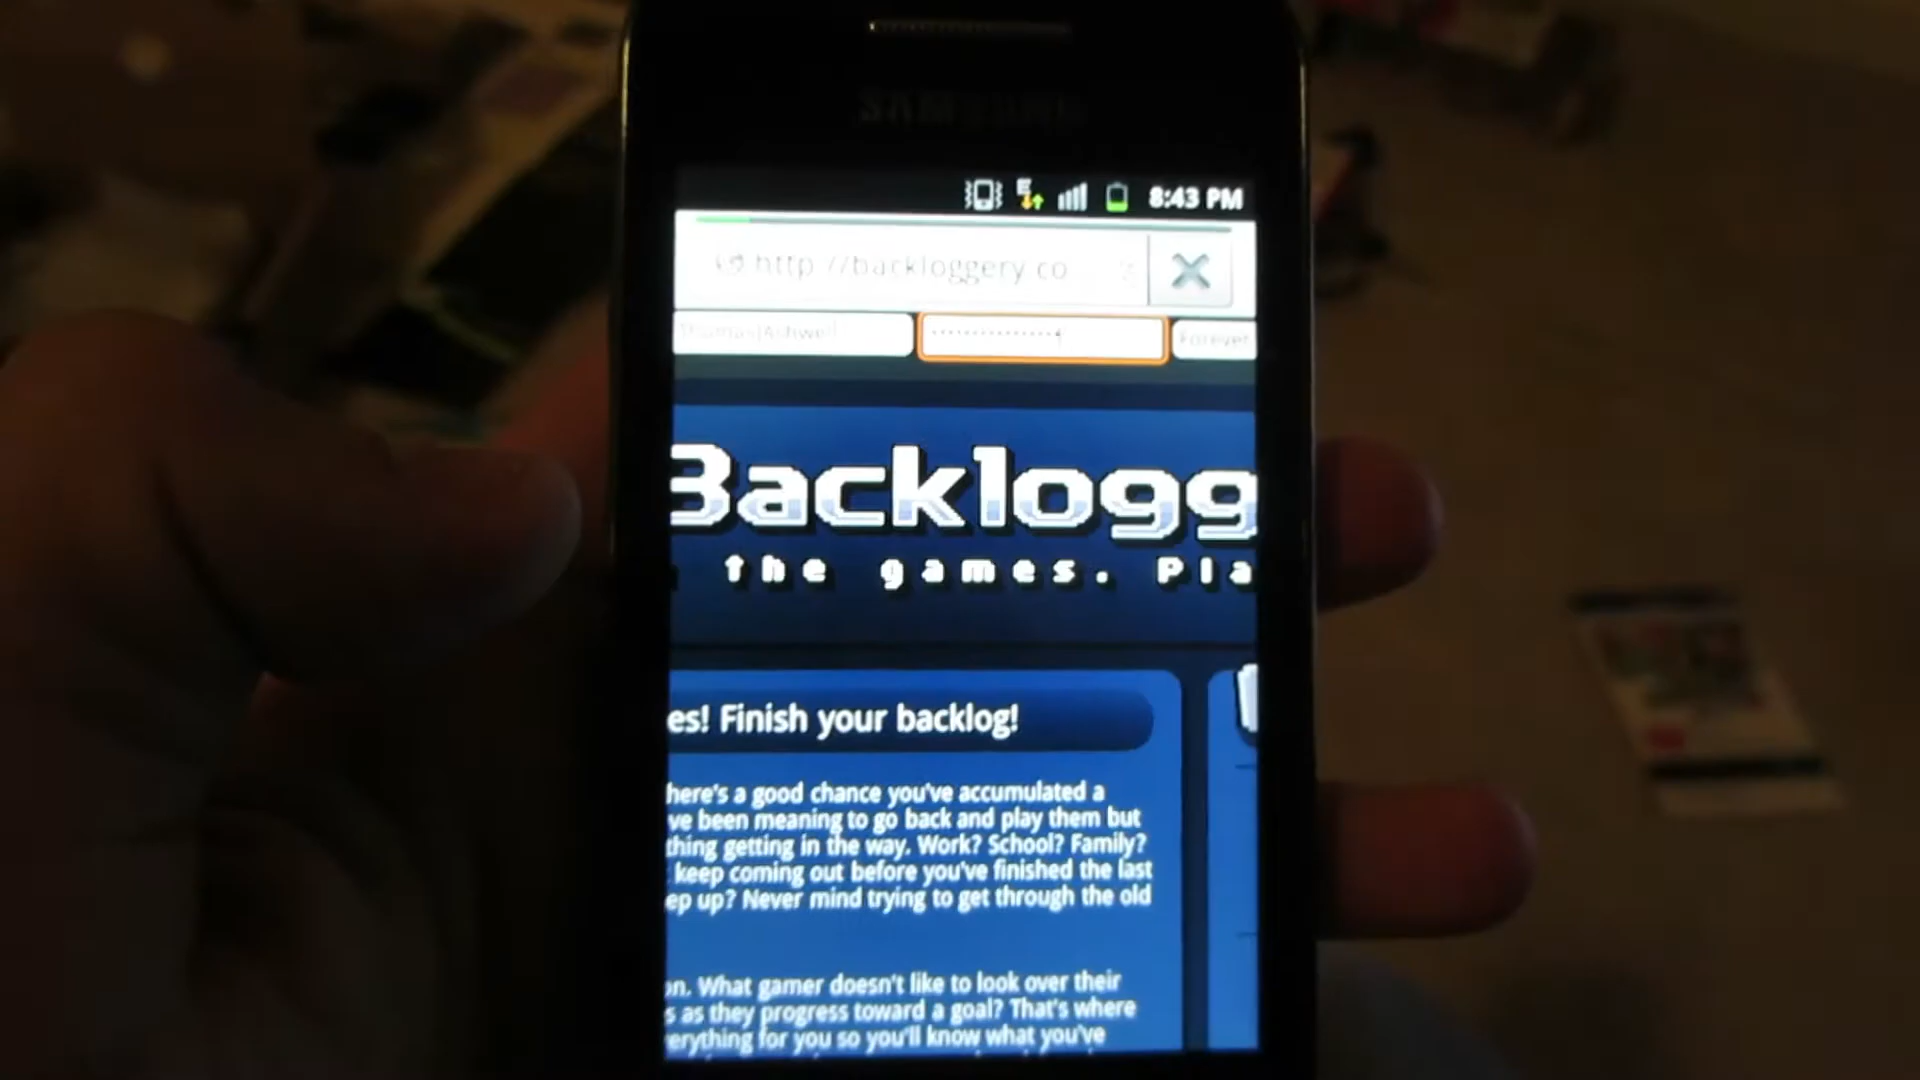 SAMSUNG
E
8:43 PM
http://backloggery.co
Forever
Backlogg
the games. Pla
es! Finish your backlog!
here's a good chance you've accumulated a
've been meaning to go back and play them but
thing getting in the way. Work? School? Family?
keep coming out before you've finished the last
ep up? Never mind trying to get through the old
on. What gamer doesn't like to look over their
s as they progress toward a goal? That's where
erything for you so you'll know what you've